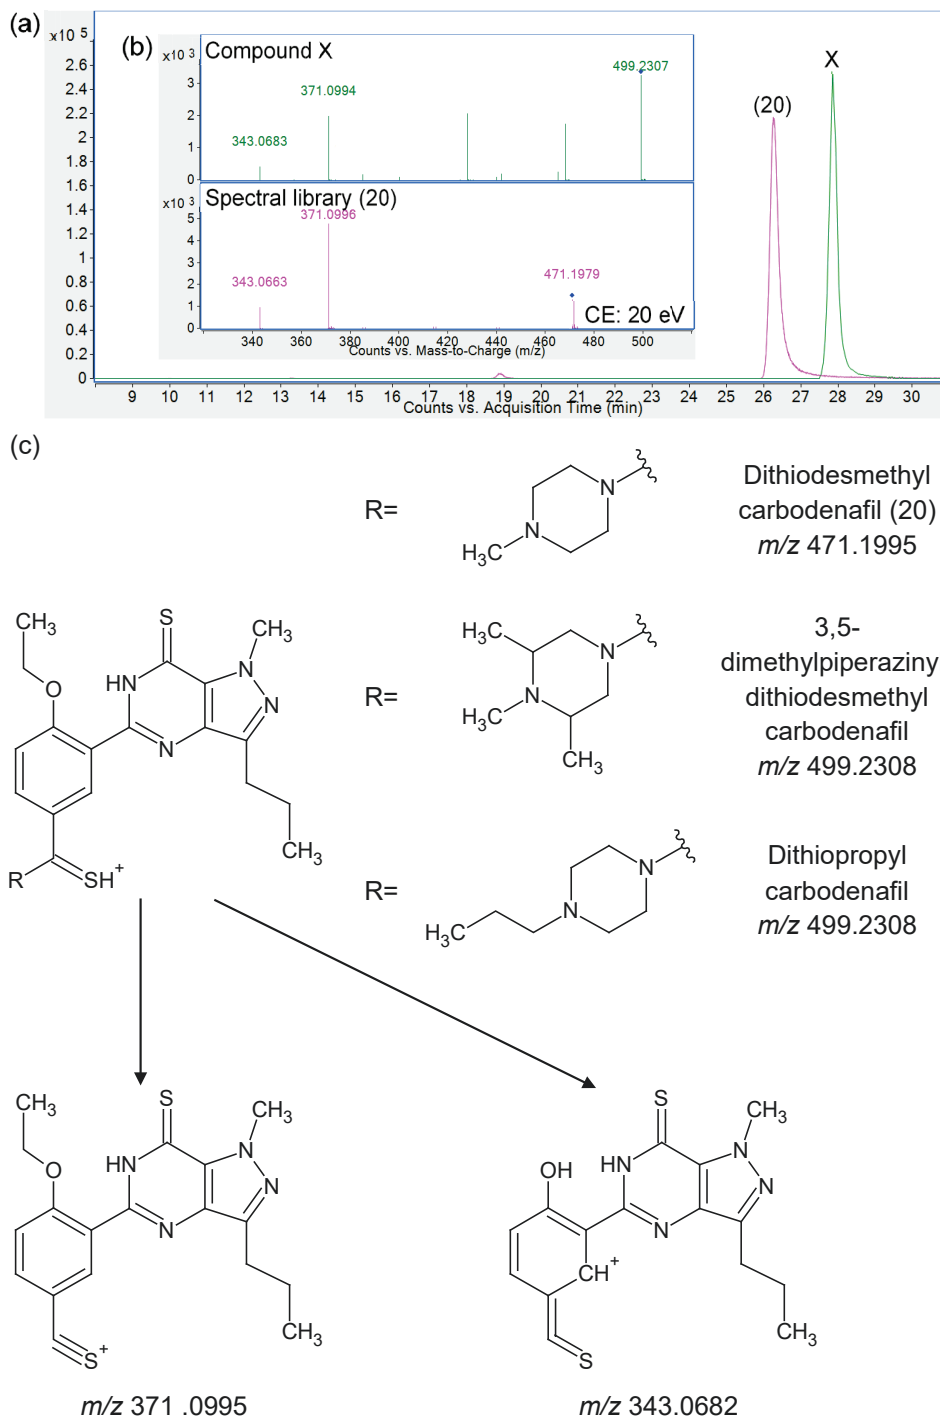 (a)
x10 5
2.6
2.4
2.2
2
1.8
1.6
1.4
1.2
1
0.8
0.6
0.4
0.2
0
(b)
x10 3
Compound X
3
2
1
0
343.0683
371.0994
499.2307
x10 3
Spectral library (20)
5
4
3
2
1
0
343.0663
371.0996
471.1979
CE: 20 eV
340 360 380 400 420 440 460 480 500
Counts vs. Mass-to-Charge (m/z)
(20)
X
9 10 11 12 13 14 15 16 17 18 19 20 21 22 23 24 25 26 27 28 29 30
Counts vs. Acquisition Time (min)
(c)
R=
N
N
H3C
Dithiodesmethyl
carbodenafil (20)
m/z 471.1995
CH3
O
S
HN
N
CH3
N
N
N
CH3
R
SH+
R=
H3C
N
N
H3C
CH3
3,5-
dimethylpiperaziny
dithiodesmethyl
carbodenafil
m/z 499.2308
R=
N
N
H3C
Dithiopropyl
carbodenafil
m/z 499.2308
CH3
O
S
HN
N
CH3
N
N
N
CH3
S+
m/z 371 .0995
OH
S
HN
N
CH3
N
N
N
CH+
CH3
S
m/z 343.0682